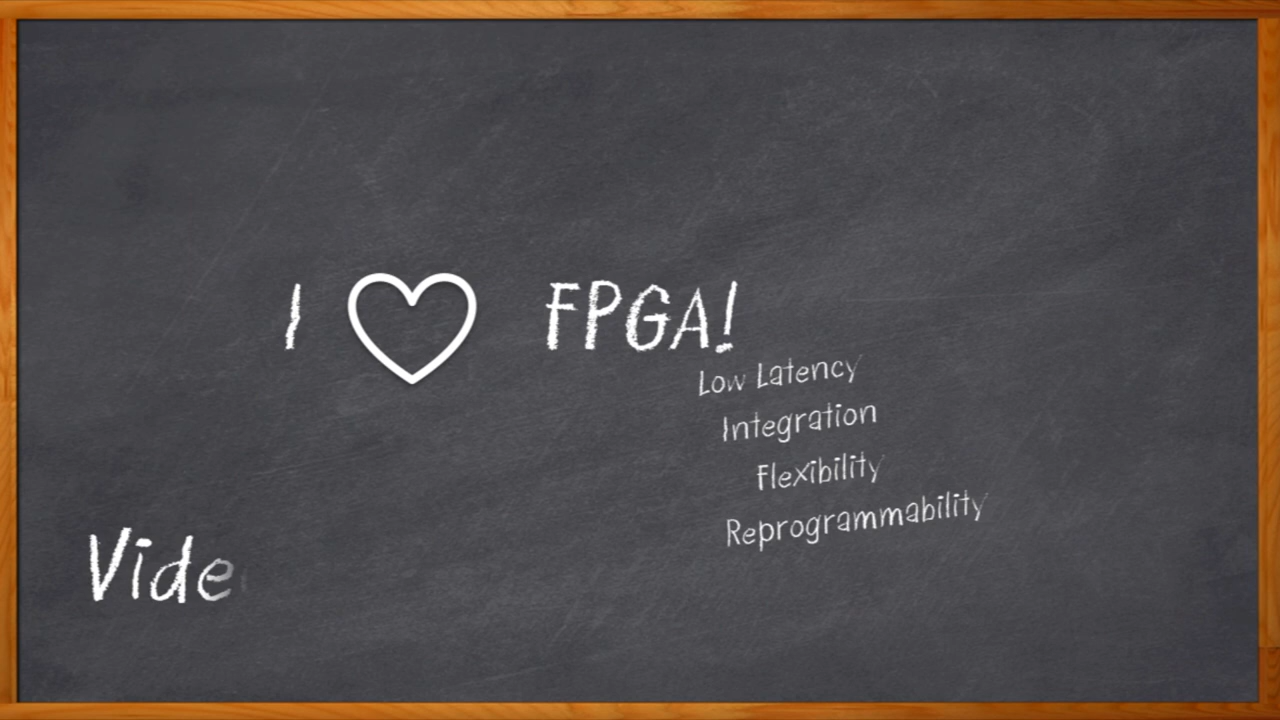 I ♡ FPGA!
Low Latency
Integration
Flexibility
Reprogrammability
Vide